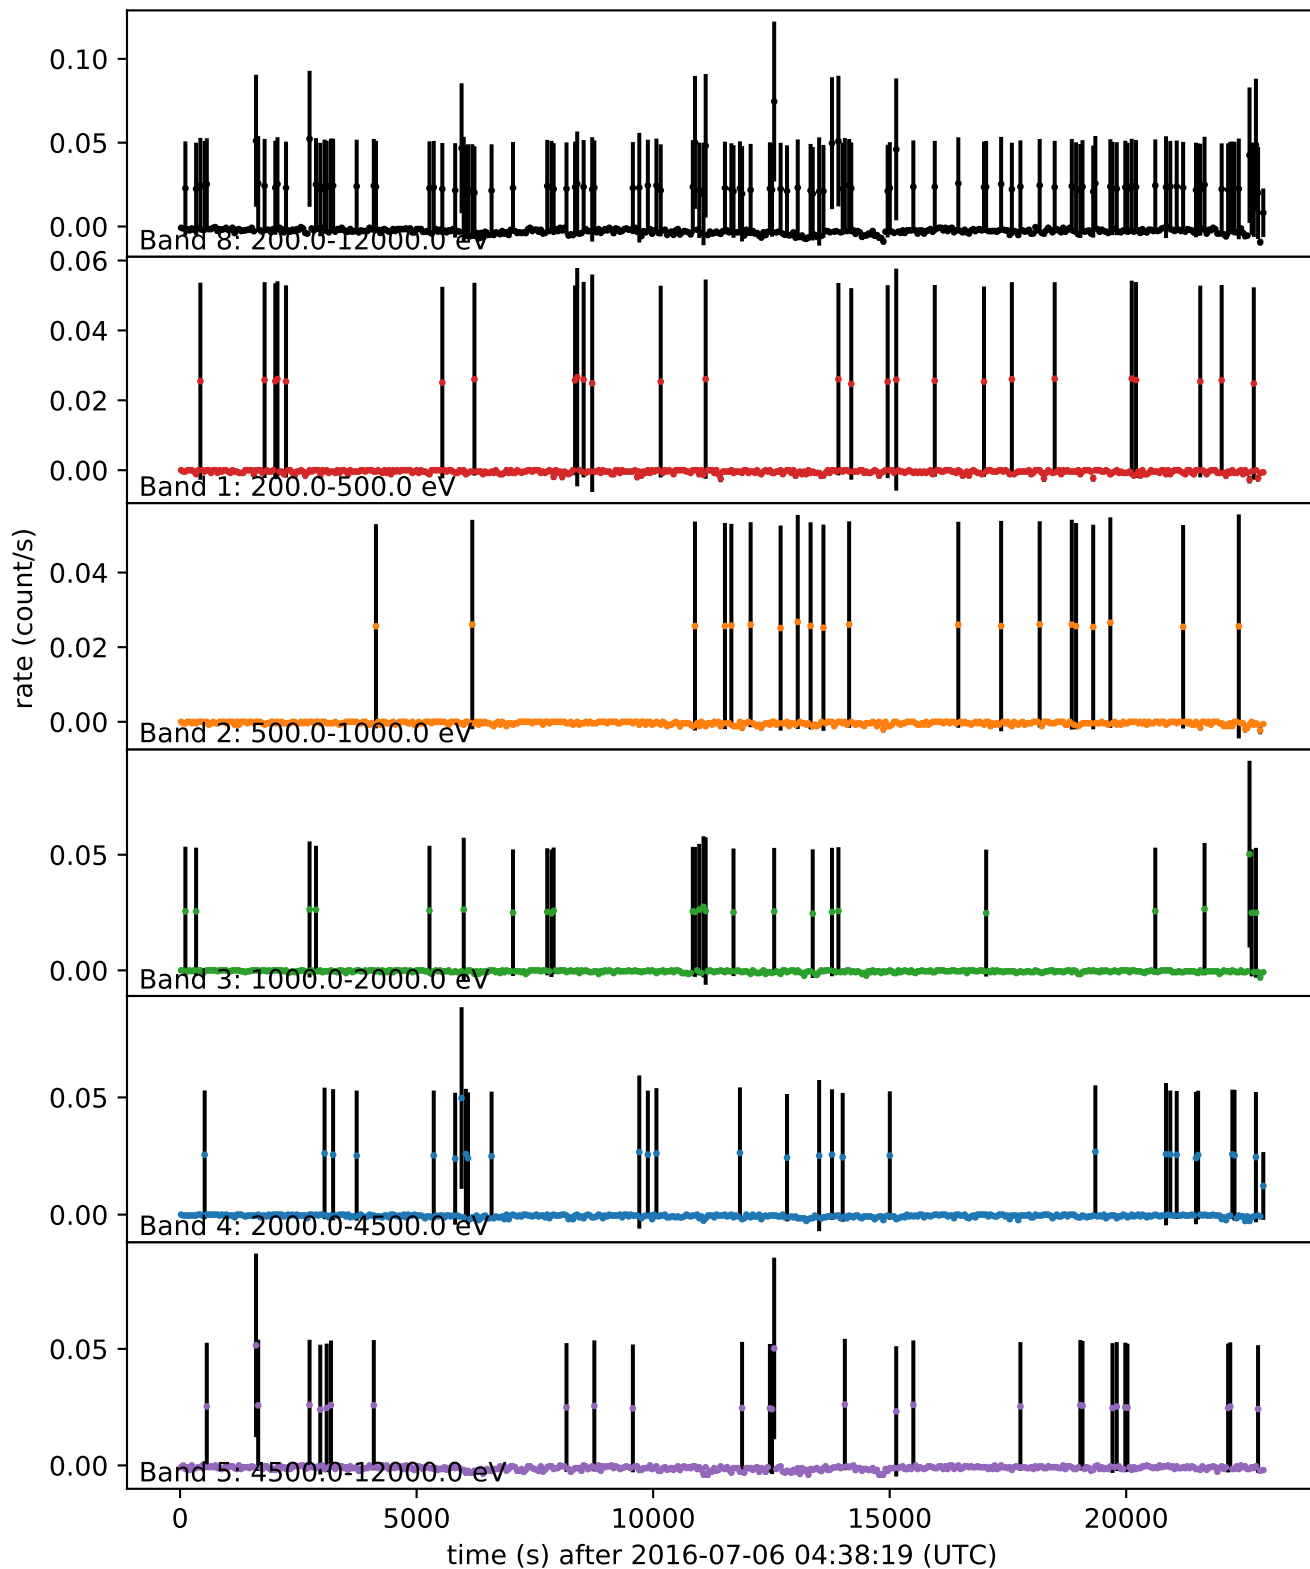 0.10
0.05
0.00
Band 8: 200.0-12000.0 eV
0.06
0.04
0.02
0.00
Band 1: 200.0-500.0 eV
rate (count/s)
0.04
0.02
0.00
Band 2: 500.0-1000.0 eV
0.05
0.00
Band 3: 1000.0-2000.0 eV
0.05
0.00
Band 4: 2000.0-4500.0 eV
0.05
0.00
Band 5: 4500.0-12000.0 eV
0 5000 10000 15000 20000
time (s) after 2016-07-06 04:38:19 (UTC)